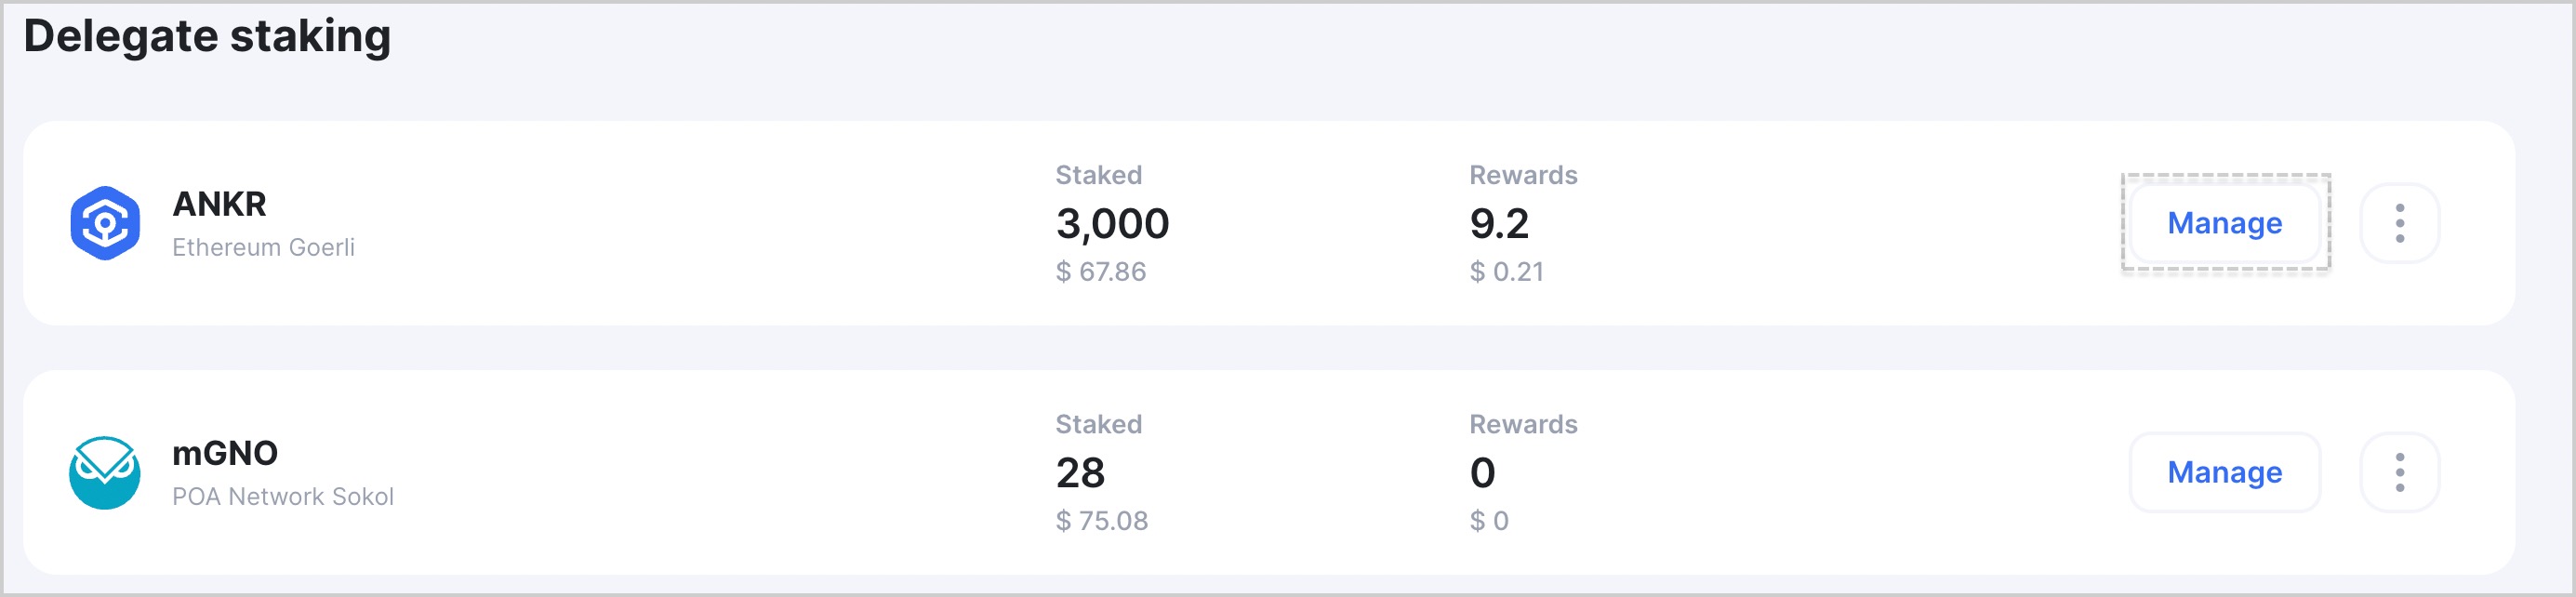 Delegate staking
ANKR
Ethereum Goerli
Staked
3,000
$ 67.86
Rewards
9.2
$ 0.21
Manage
mGNO
POA Network Sokol
Staked
28
$ 75.08
Rewards
0
$ 0
Manage